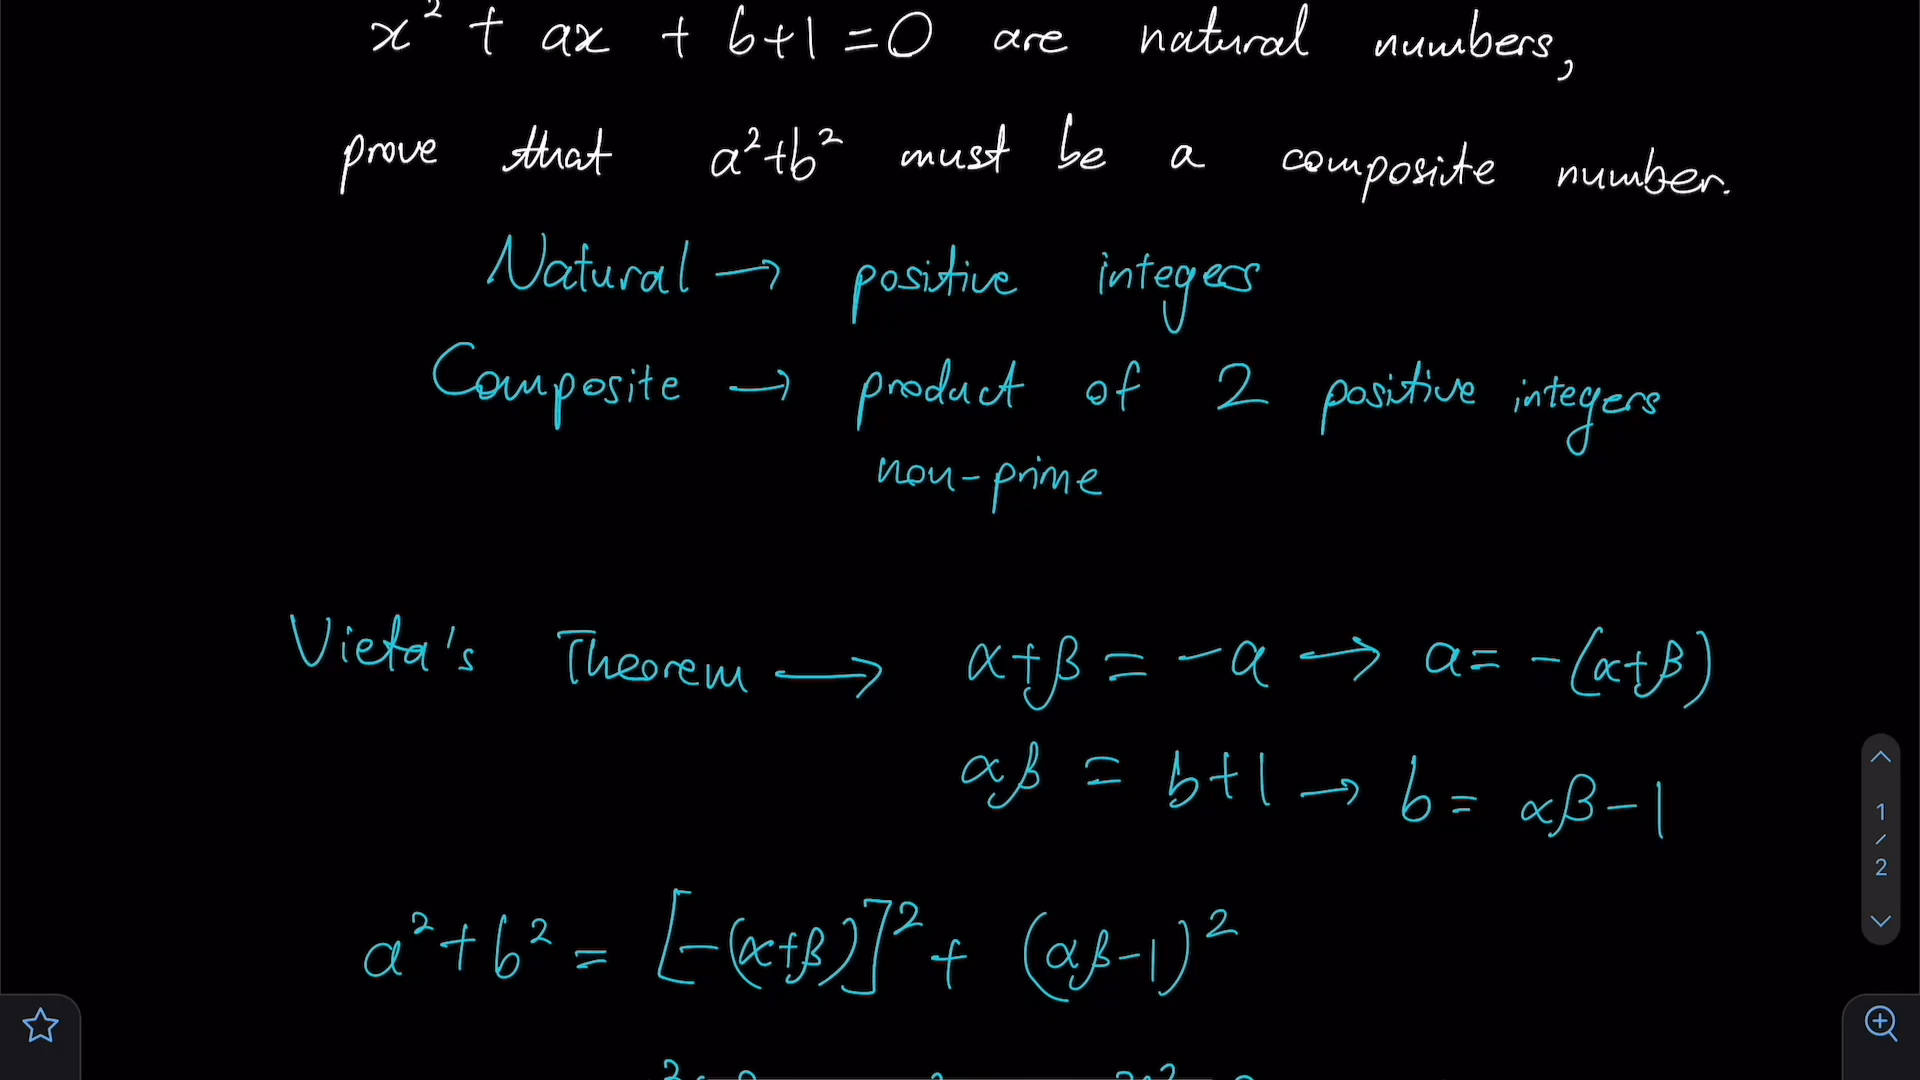 x² + ax + b+1 = 0 are natural numbers,
prove that a²+b² must be a composite number.
Natural → positive integers
Composite → product of 2 positive integers
non-prime
Vieta's Theorem → α+β = -a → a = -(α+β)
αβ = b+1 → b = αβ-1
1
/
2
a²+b² = [-(α+β)]² + (αβ-1)²